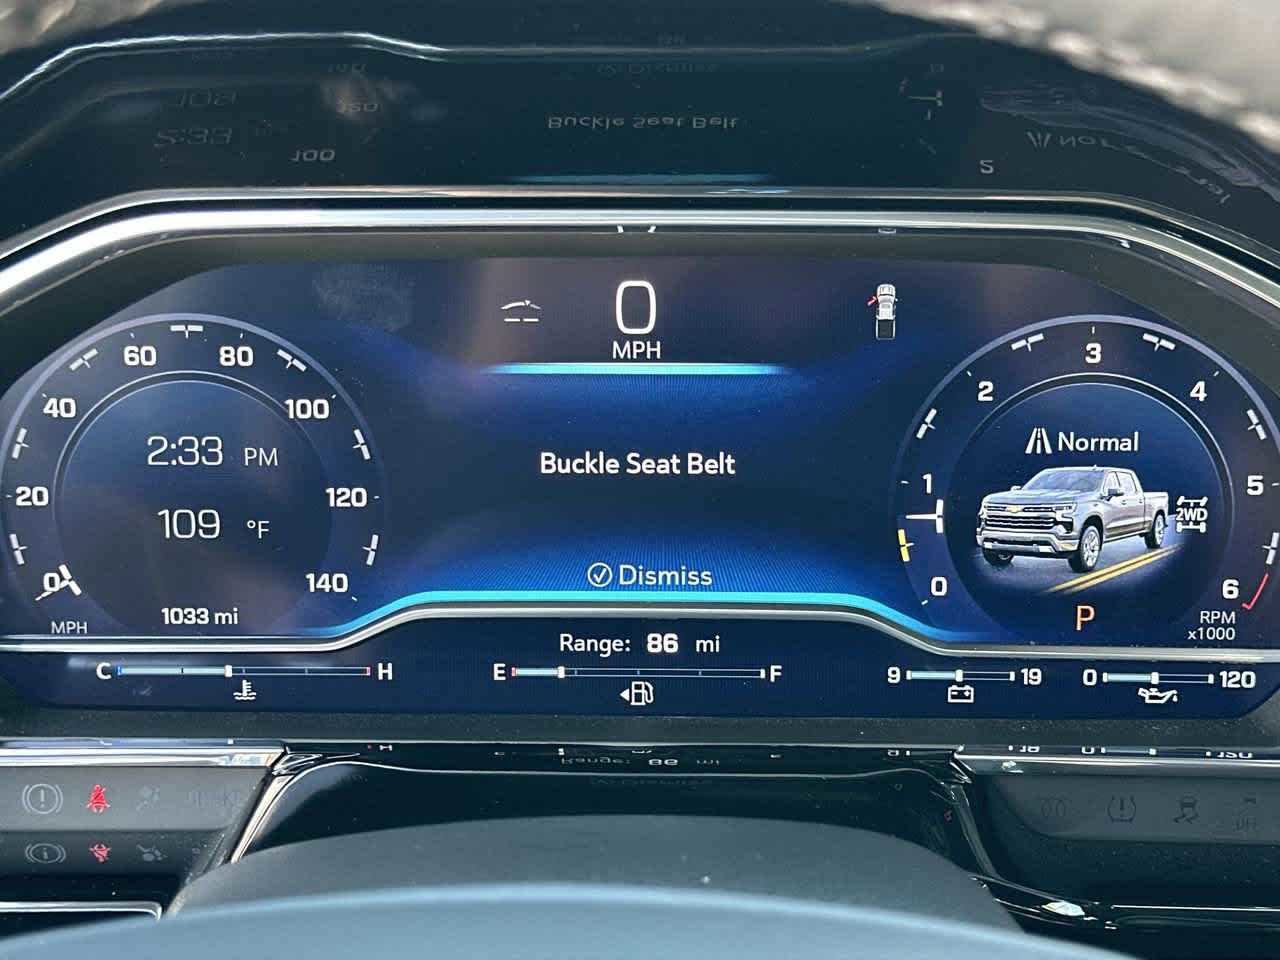 0
MPH
60 80
40 100
20 120
0 140
2:33 PM
109 °F
1033 mi
MPH
Buckle Seat Belt
Dismiss
3
2 4
1 5
0 6
Normal
2WD
P
RPM
x1000
Range: 86 mi
C H
E F
9 19
0 120